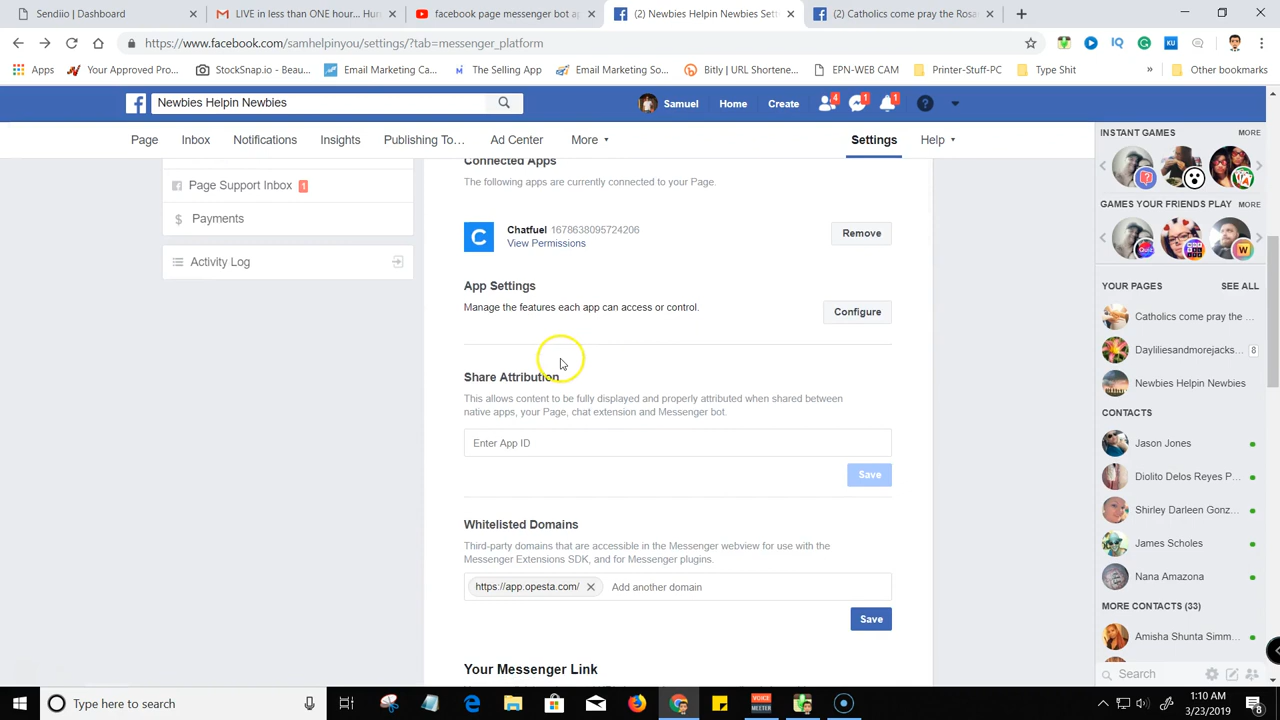 Sendiio | Dashboard
LIVE in less than ONE hour... Hur
facebook pagie messenger bot ap
(2) Newbies Helpin Newbies Sett
(2) Catholics come pray the Rosa
https://www.facebook.com/samhelpinyou/settings/?tab=messenger_platform
Apps
Your Approved Pro...
StockSnap.io - Beau...
Email Marketing Ca...
The Selling App
Email Marketing So...
Bitly | URL Shortene...
EPN-WEB CAM
Printer-Stuff-PC
Type Shit
»
Other bookmarks
Newbies Helpin Newbies
Samuel
Home
Create
4
1
1
Page
Inbox
Notifications
Insights
Publishing To...
Ad Center
More
Settings
Help
Page Support Inbox 1
Payments
Activity Log
Connected Apps
The following apps are currently connected to your Page.
C
Chatfuel 1678638095724206
View Permissions
Remove
App Settings
Manage the features each app can access or control.
Configure
Share Attribution
This allows content to be fully displayed and properly attributed when shared between
native apps, your Page, chat extension and Messenger bot.
Enter App ID
Save
Whitelisted Domains
Third-party domains that are accessible in the Messenger webview for use with the
Messenger Extensions SDK, and for Messenger plugins.
https://app.opesta.com/
Add another domain
Save
Your Messenger Link
INSTANT GAMES
MORE
GAMES YOUR FRIENDS PLAY
MORE
YOUR PAGES
SEE ALL
Catholics come pray the ...
Dayliliesandmorejacks...
8
Newbies Helpin Newbies
CONTACTS
Jason Jones
Diolito Delos Reyes P...
Shirley Darleen Gonz...
James Scholes
Nana Amazona
MORE CONTACTS (33)
Amisha Shunta Simm...
Search
Type here to search
VOICE
MEETER
1:10 AM
3/23/2019
8